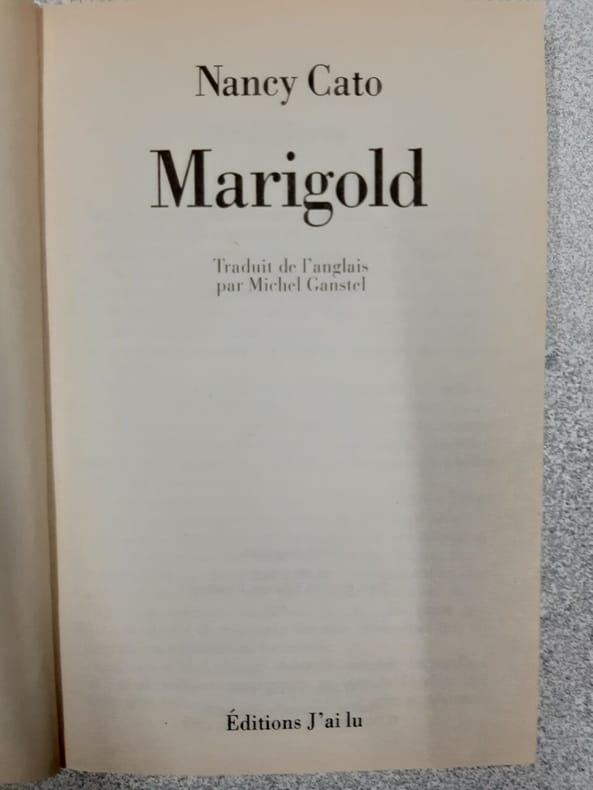 Nancy Cato
Marigold
Traduit de l'anglais
par Michel Ganstel
Éditions J'ai lu